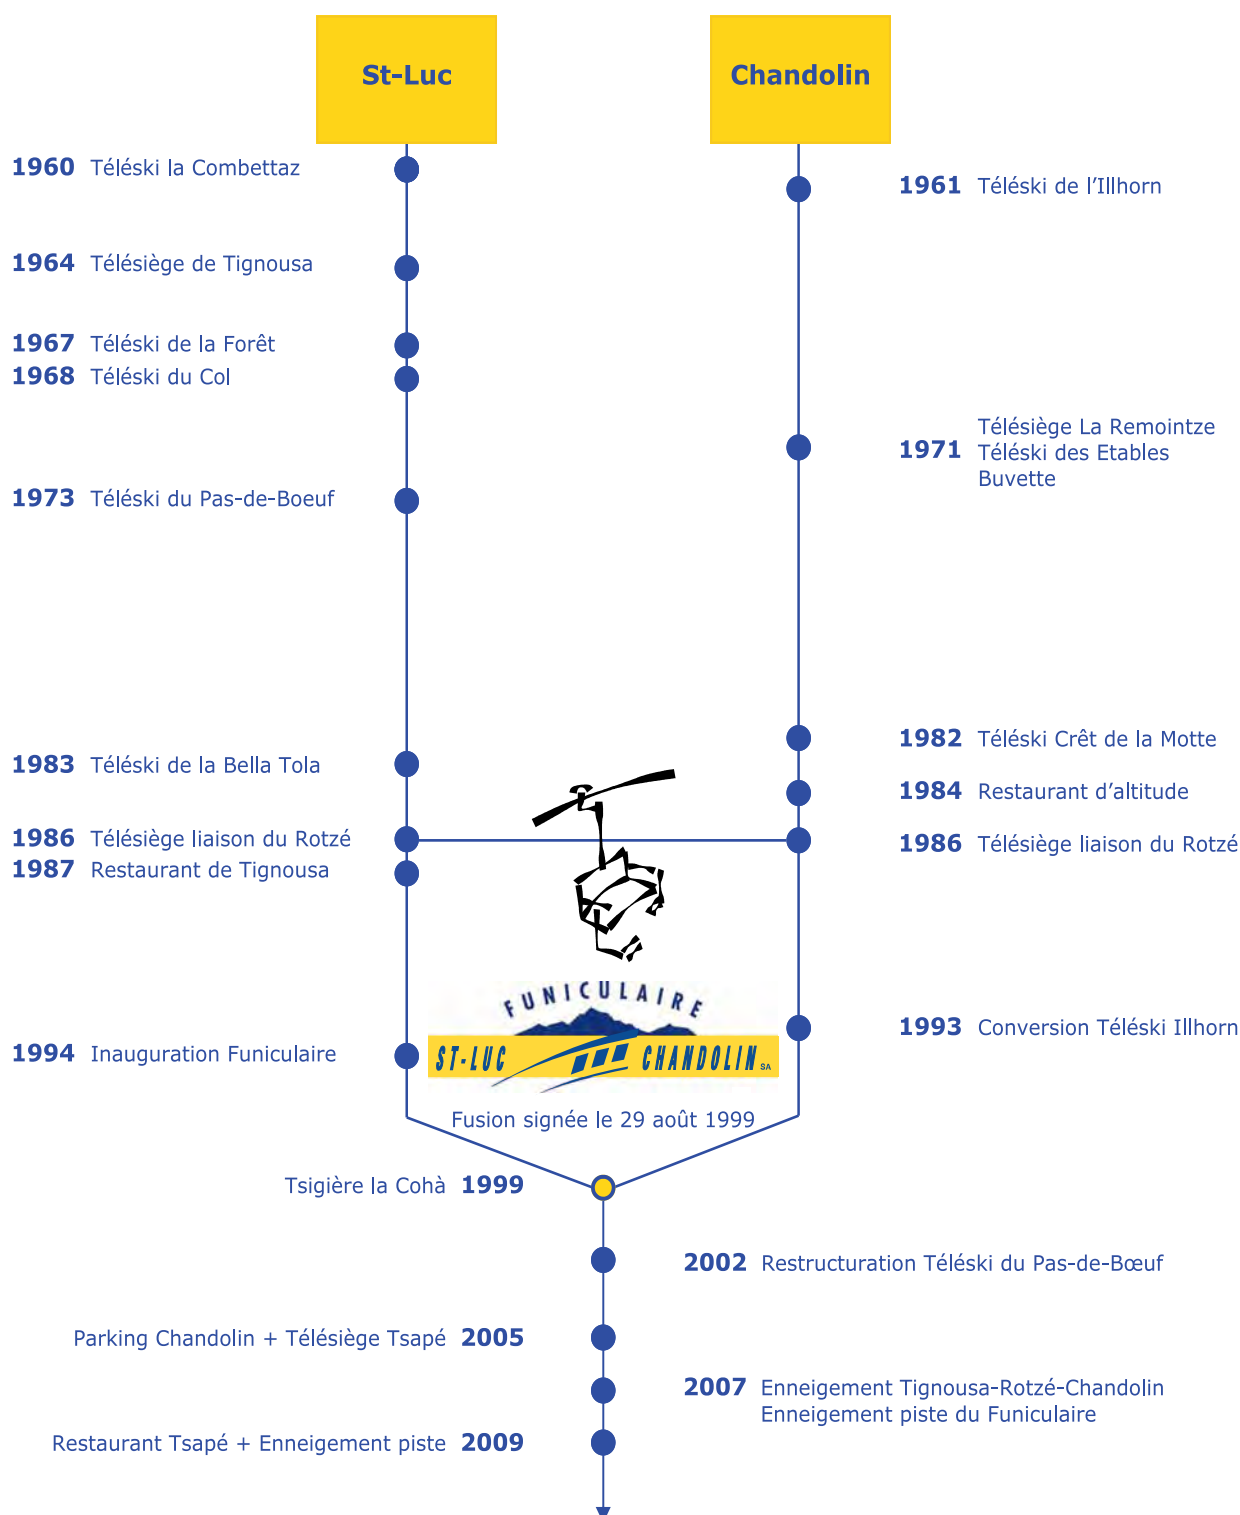 St-Luc
Chandolin
1960 Téléski la Combettaz
1961 Téléski de l'Illhorn
1964 Télésiège de Tignousa
1967 Téléski de la Forêt
1968 Téléski du Col
1971 Télésiège La Remointze
Téléski des Etables
Buvette
1973 Téléski du Pas-de-Boeuf
1982 Téléski Crêt de la Motte
1983 Téléski de la Bella Tola
1984 Restaurant d'altitude
1986 Télésiège liaison du Rotzé
1986 Télésiège liaison du Rotzé
1987 Restaurant de Tignousa
FUNICULAIRE
ST-LUC CHANDOLIN SA
1993 Conversion Téléski Illhorn
1994 Inauguration Funiculaire
Fusion signée le 29 août 1999
Tsigière la Cohà 1999
2002 Restructuration Téléski du Pas-de-Bœuf
Parking Chandolin + Télésiège Tsapé 2005
2007 Enneigement Tignousa-Rotzé-Chandolin
Enneigement piste du Funiculaire
Restaurant Tsapé + Enneigement piste 2009